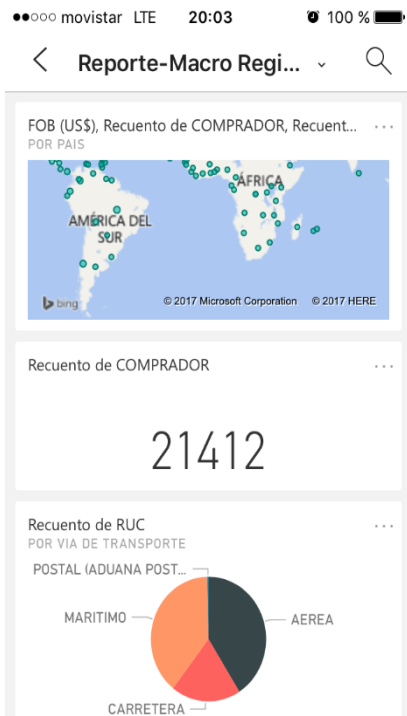 movistar LTE 20:03 100 %
Reporte-Macro Regi...
FOB (US$), Recuento de COMPRADOR, Recuent...
POR PAIS
ÁFRICA
AMÉRICA DEL
SUR
bing © 2017 Microsoft Corporation © 2017 HERE
Recuento de COMPRADOR
21412
Recuento de RUC
POR VIA DE TRANSPORTE
POSTAL (ADUANA POST...
MARITIMO
AEREA
CARRETERA